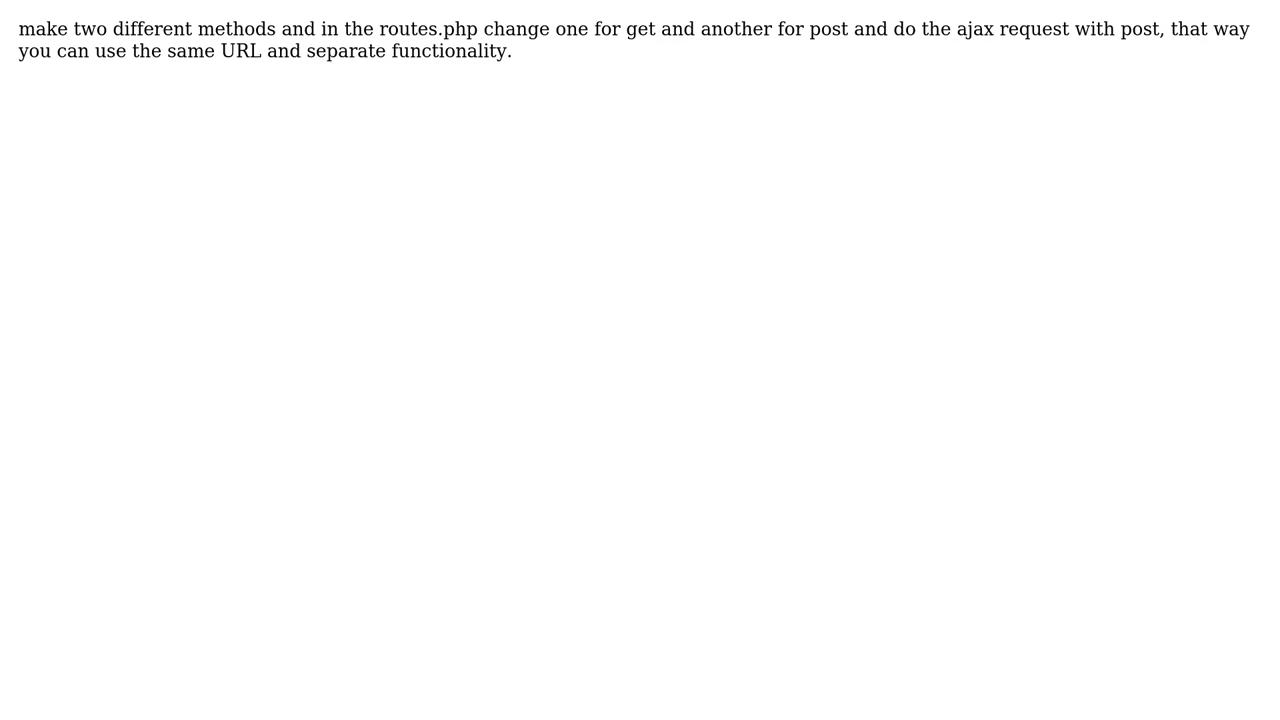 make two different methods and in the routes.php change one for get and another for post and do the ajax request with post, that way
you can use the same URL and separate functionality.